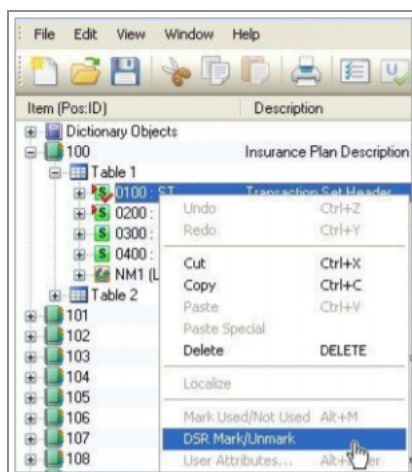 File Edit View Window Help
Item (Pos:ID) Description
Dictionary Objects
100 Insurance Plan Description
Table 1
0100 : ST Transaction Set Header
0200 :
0300 :
0400 :
NM1 (L
Table 2
101
102
103
104
105
106
107
108
Undo Ctrl+Z
Redo Ctrl+Y
Cut Ctrl+X
Copy Ctrl+C
Paste Ctrl+V
Paste Special
Delete DELETE
Localize
Mark Used/Not Used Alt+M
DSR Mark/Unmark
User Attributes...